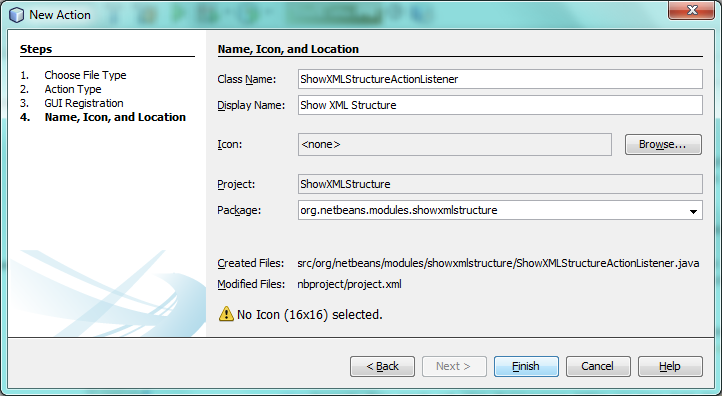 New Action
Steps
1. Choose File Type
2. Action Type
3. GUI Registration
4. Name, Icon, and Location
Name, Icon, and Location
Class Name: ShowXMLStructureActionListener
Display Name: Show XML Structure
Icon: <none> Browse...
Project: ShowXMLStructure
Package: org.netbeans.modules.showxmlstructure
Created Files: src/org/netbeans/modules/showxmlstructure/ShowXMLStructureActionListener.java
Modified Files: nbproject/project.xml
No Icon (16x16) selected.
< Back Next > Finish Cancel Help